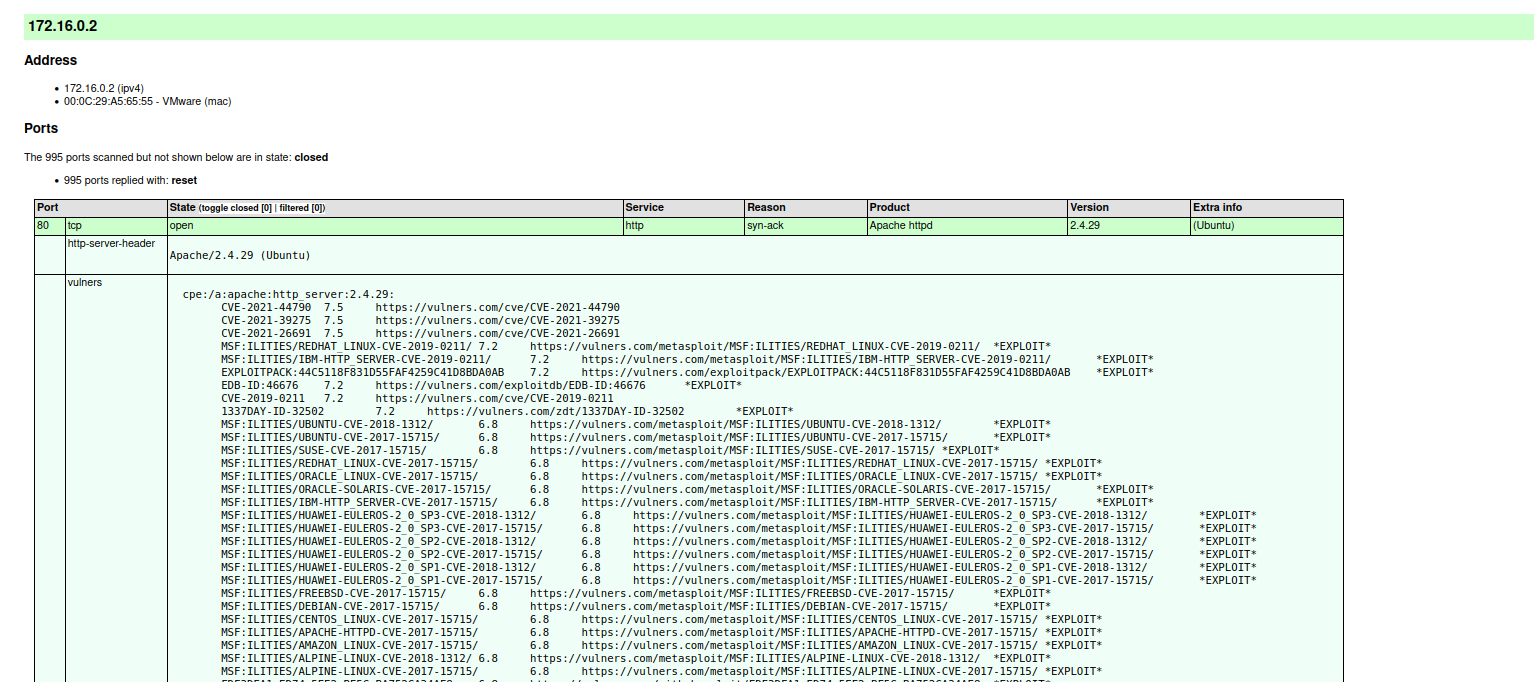 172.16.0.2
Address
172.16.0.2 (ipv4)
00:0C:29:A5:65:55 - VMware (mac)
Ports
The 995 ports scanned but not shown below are in state: closed
995 ports replied with: reset
Port State (toggle closed [0] | filtered [0]) Service Reason Product Version Extra info
80 tcp open http syn-ack Apache httpd 2.4.29 (Ubuntu)
http-server-header
Apache/2.4.29 (Ubuntu)
vulners
cpe:/a:apache:http_server:2.4.29:
CVE-2021-44790 7.5 https://vulners.com/cve/CVE-2021-44790
CVE-2021-39275 7.5 https://vulners.com/cve/CVE-2021-39275
CVE-2021-26691 7.5 https://vulners.com/cve/CVE-2021-26691
MSF:ILITIES/REDHAT_LINUX-CVE-2019-0211/ 7.2 https://vulners.com/metasploit/MSF:ILITIES/REDHAT_LINUX-CVE-2019-0211/ *EXPLOIT*
MSF:ILITIES/IBM-HTTP_SERVER-CVE-2019-0211/ 7.2 https://vulners.com/metasploit/MSF:ILITIES/IBM-HTTP_SERVER-CVE-2019-0211/ *EXPLOIT*
EXPLOITPACK:44C5118F831D55FAF4259C41D8BDA0AB 7.2 https://vulners.com/exploitpack/EXPLOITPACK:44C5118F831D55FAF4259C41D8BDA0AB *EXPLOIT*
EDB-ID:46676 7.2 https://vulners.com/exploitdb/EDB-ID:46676 *EXPLOIT*
CVE-2019-0211 7.2 https://vulners.com/cve/CVE-2019-0211
1337DAY-ID-32502 7.2 https://vulners.com/zdt/1337DAY-ID-32502 *EXPLOIT*
MSF:ILITIES/UBUNTU-CVE-2018-1312/ 6.8 https://vulners.com/metasploit/MSF:ILITIES/UBUNTU-CVE-2018-1312/ *EXPLOIT*
MSF:ILITIES/UBUNTU-CVE-2017-15715/ 6.8 https://vulners.com/metasploit/MSF:ILITIES/UBUNTU-CVE-2017-15715/ *EXPLOIT*
MSF:ILITIES/SUSE-CVE-2017-15715/ 6.8 https://vulners.com/metasploit/MSF:ILITIES/SUSE-CVE-2017-15715/ *EXPLOIT*
MSF:ILITIES/REDHAT_LINUX-CVE-2017-15715/ 6.8 https://vulners.com/metasploit/MSF:ILITIES/REDHAT_LINUX-CVE-2017-15715/ *EXPLOIT*
MSF:ILITIES/ORACLE_LINUX-CVE-2017-15715/ 6.8 https://vulners.com/metasploit/MSF:ILITIES/ORACLE_LINUX-CVE-2017-15715/ *EXPLOIT*
MSF:ILITIES/ORACLE-SOLARIS-CVE-2017-15715/ 6.8 https://vulners.com/metasploit/MSF:ILITIES/ORACLE-SOLARIS-CVE-2017-15715/ *EXPLOIT*
MSF:ILITIES/IBM-HTTP_SERVER-CVE-2017-15715/ 6.8 https://vulners.com/metasploit/MSF:ILITIES/IBM-HTTP_SERVER-CVE-2017-15715/ *EXPLOIT*
MSF:ILITIES/HUAWEI-EULEROS-2_0_SP3-CVE-2018-1312/ 6.8 https://vulners.com/metasploit/MSF:ILITIES/HUAWEI-EULEROS-2_0_SP3-CVE-2018-1312/ *EXPLOIT*
MSF:ILITIES/HUAWEI-EULEROS-2_0_SP3-CVE-2017-15715/ 6.8 https://vulners.com/metasploit/MSF:ILITIES/HUAWEI-EULEROS-2_0_SP3-CVE-2017-15715/ *EXPLOIT*
MSF:ILITIES/HUAWEI-EULEROS-2_0_SP2-CVE-2018-1312/ 6.8 https://vulners.com/metasploit/MSF:ILITIES/HUAWEI-EULEROS-2_0_SP2-CVE-2018-1312/ *EXPLOIT*
MSF:ILITIES/HUAWEI-EULEROS-2_0_SP2-CVE-2017-15715/ 6.8 https://vulners.com/metasploit/MSF:ILITIES/HUAWEI-EULEROS-2_0_SP2-CVE-2017-15715/ *EXPLOIT*
MSF:ILITIES/HUAWEI-EULEROS-2_0_SP1-CVE-2018-1312/ 6.8 https://vulners.com/metasploit/MSF:ILITIES/HUAWEI-EULEROS-2_0_SP1-CVE-2018-1312/ *EXPLOIT*
MSF:ILITIES/HUAWEI-EULEROS-2_0_SP1-CVE-2017-15715/ 6.8 https://vulners.com/metasploit/MSF:ILITIES/HUAWEI-EULEROS-2_0_SP1-CVE-2017-15715/ *EXPLOIT*
MSF:ILITIES/FREEBSD-CVE-2017-15715/ 6.8 https://vulners.com/metasploit/MSF:ILITIES/FREEBSD-CVE-2017-15715/ *EXPLOIT*
MSF:ILITIES/DEBIAN-CVE-2017-15715/ 6.8 https://vulners.com/metasploit/MSF:ILITIES/DEBIAN-CVE-2017-15715/ *EXPLOIT*
MSF:ILITIES/CENTOS_LINUX-CVE-2017-15715/ 6.8 https://vulners.com/metasploit/MSF:ILITIES/CENTOS_LINUX-CVE-2017-15715/ *EXPLOIT*
MSF:ILITIES/APACHE-HTTPD-CVE-2017-15715/ 6.8 https://vulners.com/metasploit/MSF:ILITIES/APACHE-HTTPD-CVE-2017-15715/ *EXPLOIT*
MSF:ILITIES/AMAZON_LINUX-CVE-2017-15715/ 6.8 https://vulners.com/metasploit/MSF:ILITIES/AMAZON_LINUX-CVE-2017-15715/ *EXPLOIT*
MSF:ILITIES/ALPINE-LINUX-CVE-2018-1312/ 6.8 https://vulners.com/metasploit/MSF:ILITIES/ALPINE-LINUX-CVE-2018-1312/ *EXPLOIT*
MSF:ILITIES/ALPINE-LINUX-CVE-2017-15715/ 6.8 https://vulners.com/metasploit/MSF:ILITIES/ALPINE-LINUX-CVE-2017-15715/ *EXPLOIT*